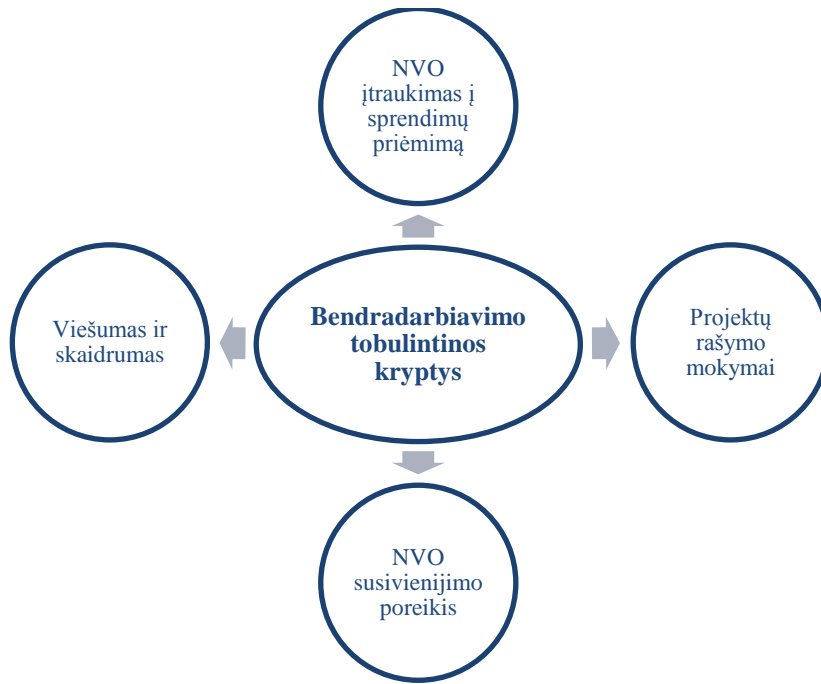 NVO
įtraukimas į
sprendimų
priėmimą
Viešumas ir
skaidrumas
Bendradarbiavimo
tobulintinos
kryptys
Projektų
rašymo
mokymai
NVO
susivienijimo
poreikis